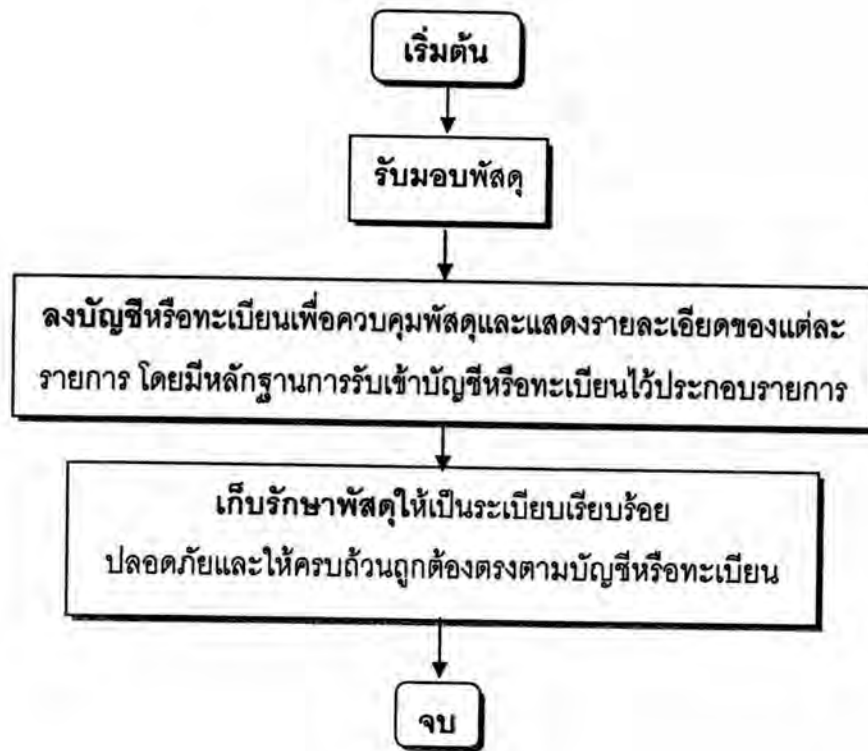 เริ่มต้น
รับมอบพัสดุ
ลงบัญชีหรือทะเบียนเพื่อควบคุมพัสดุและแสดงรายละเอียดของแต่ละ
รายการ โดยมีหลักฐานการรับเข้าบัญชีหรือทะเบียนไว้ประกอบรายการ
เก็บรักษาพัสดุให้เป็นระเบียบเรียบร้อย
ปลอดภัยและให้ครบถ้วนถูกต้องตรงตามบัญชีหรือทะเบียน
จบ